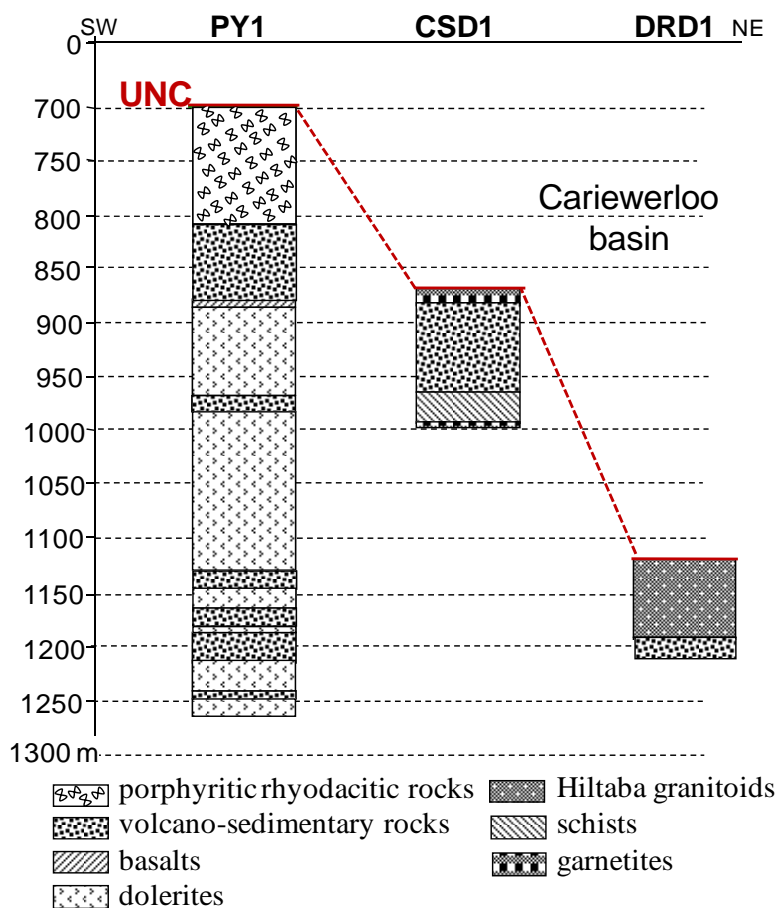 SW PY1 CSD1 DRD1 NE
0
UNC
700
750
800
Cariewerloo
basin
850
900
950
1000
1050
1100
1150
1200
1250
1300 m
porphyritic rhyodacitic rocks Hiltaba granitoids
volcano-sedimentary rocks schists
basalts garnetites
dolerites